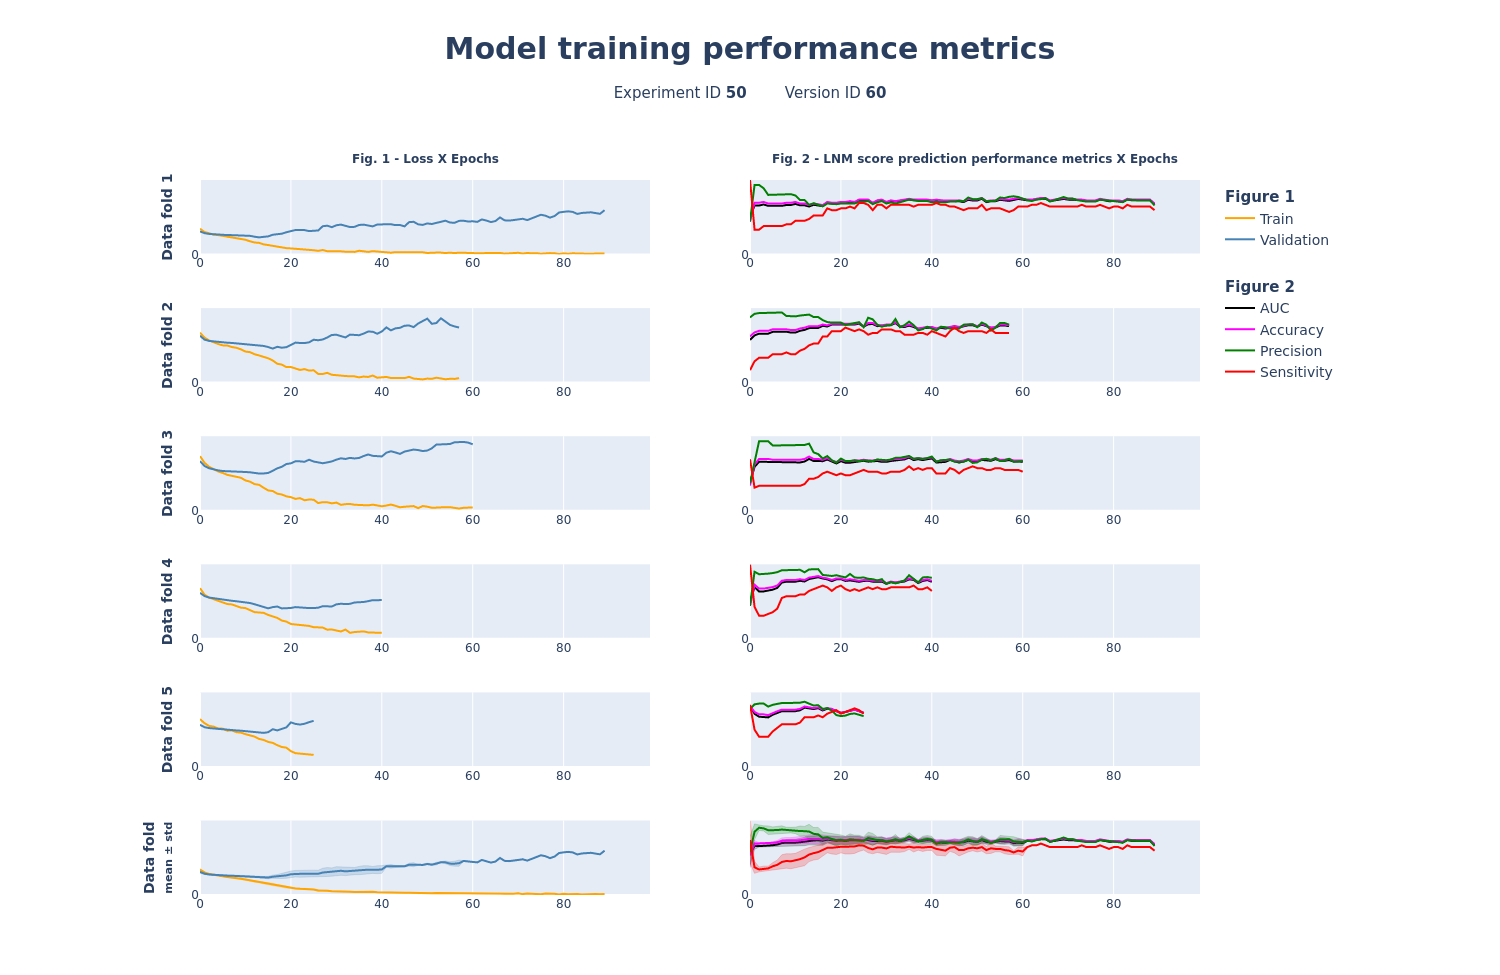 Model training performance metrics
Experiment ID 50 Version ID 60
Fig. 1 - Loss X Epochs
Fig. 2 - LNM score prediction performance metrics X Epochs
Data fold 1
0
0 20 40 60 80
0
0 20 40 60 80
Figure 1
Train
Validation
Figure 2
AUC
Accuracy
Precision
Sensitivity
Data fold 2
0
0 20 40 60 80
0
0 20 40 60 80
Data fold 3
0
0 20 40 60 80
0
0 20 40 60 80
Data fold 4
0
0 20 40 60 80
0
0 20 40 60 80
Data fold 5
0
0 20 40 60 80
0
0 20 40 60 80
Data fold
mean ± std
0
0 20 40 60 80
0
0 20 40 60 80